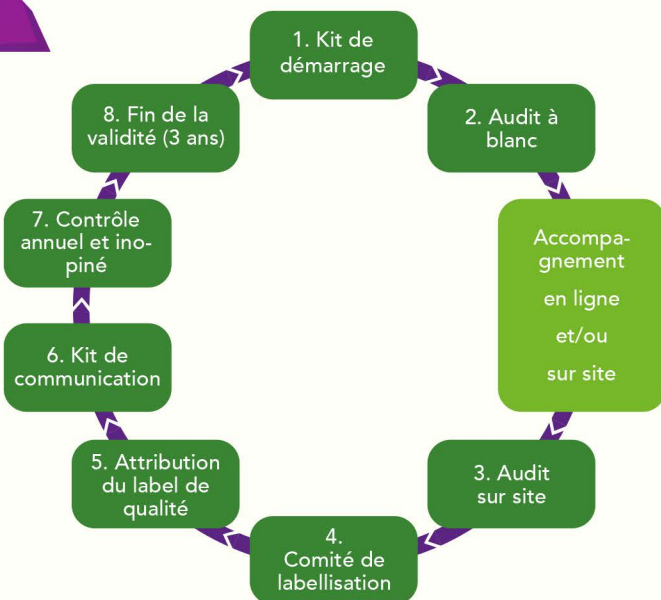 1. Kit de
démarrage
2. Audit à
blanc
Accompa-
gnement
en ligne
et/ou
sur site
3. Audit
sur site
4.
Comité de
labellisation
5. Attribution
du label de
qualité
6. Kit de
communication
7. Contrôle
annuel et ino-
piné
8. Fin de la
validité (3 ans)